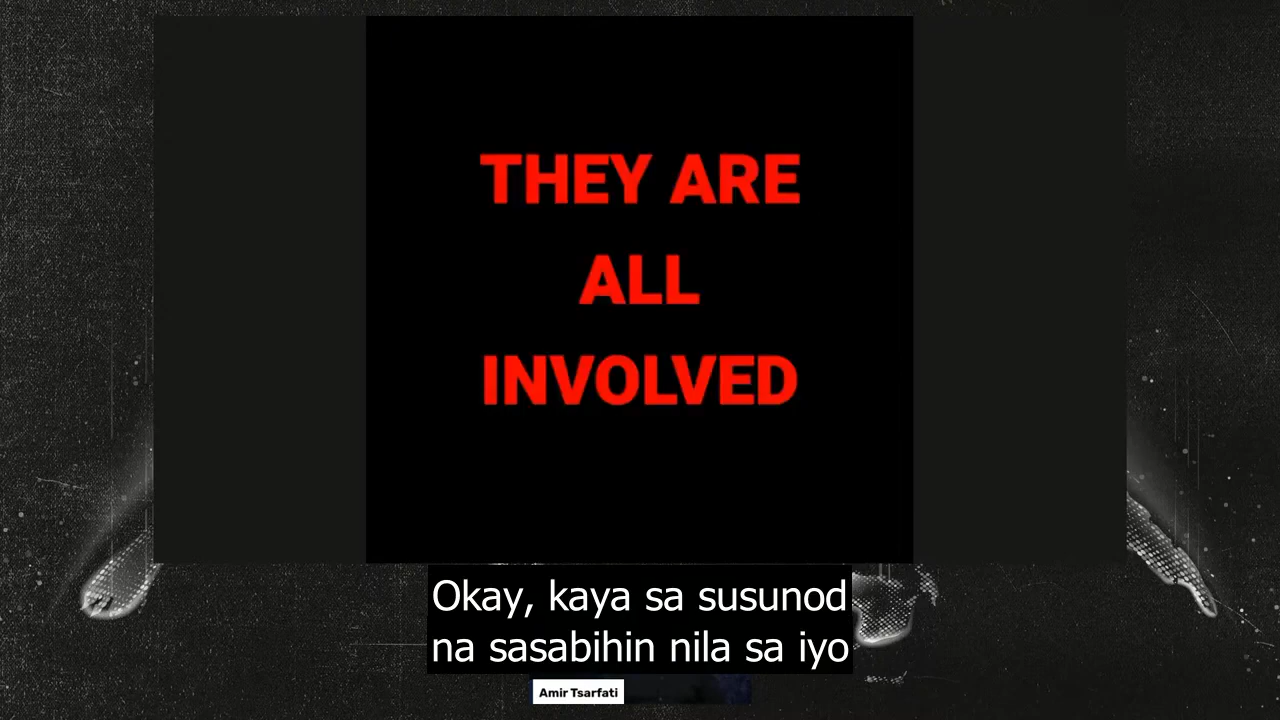 THEY ARE
ALL
INVOLVED
Okay, kaya sa susunod
na sasabihin nila sa iyo
Amir Tsarfati